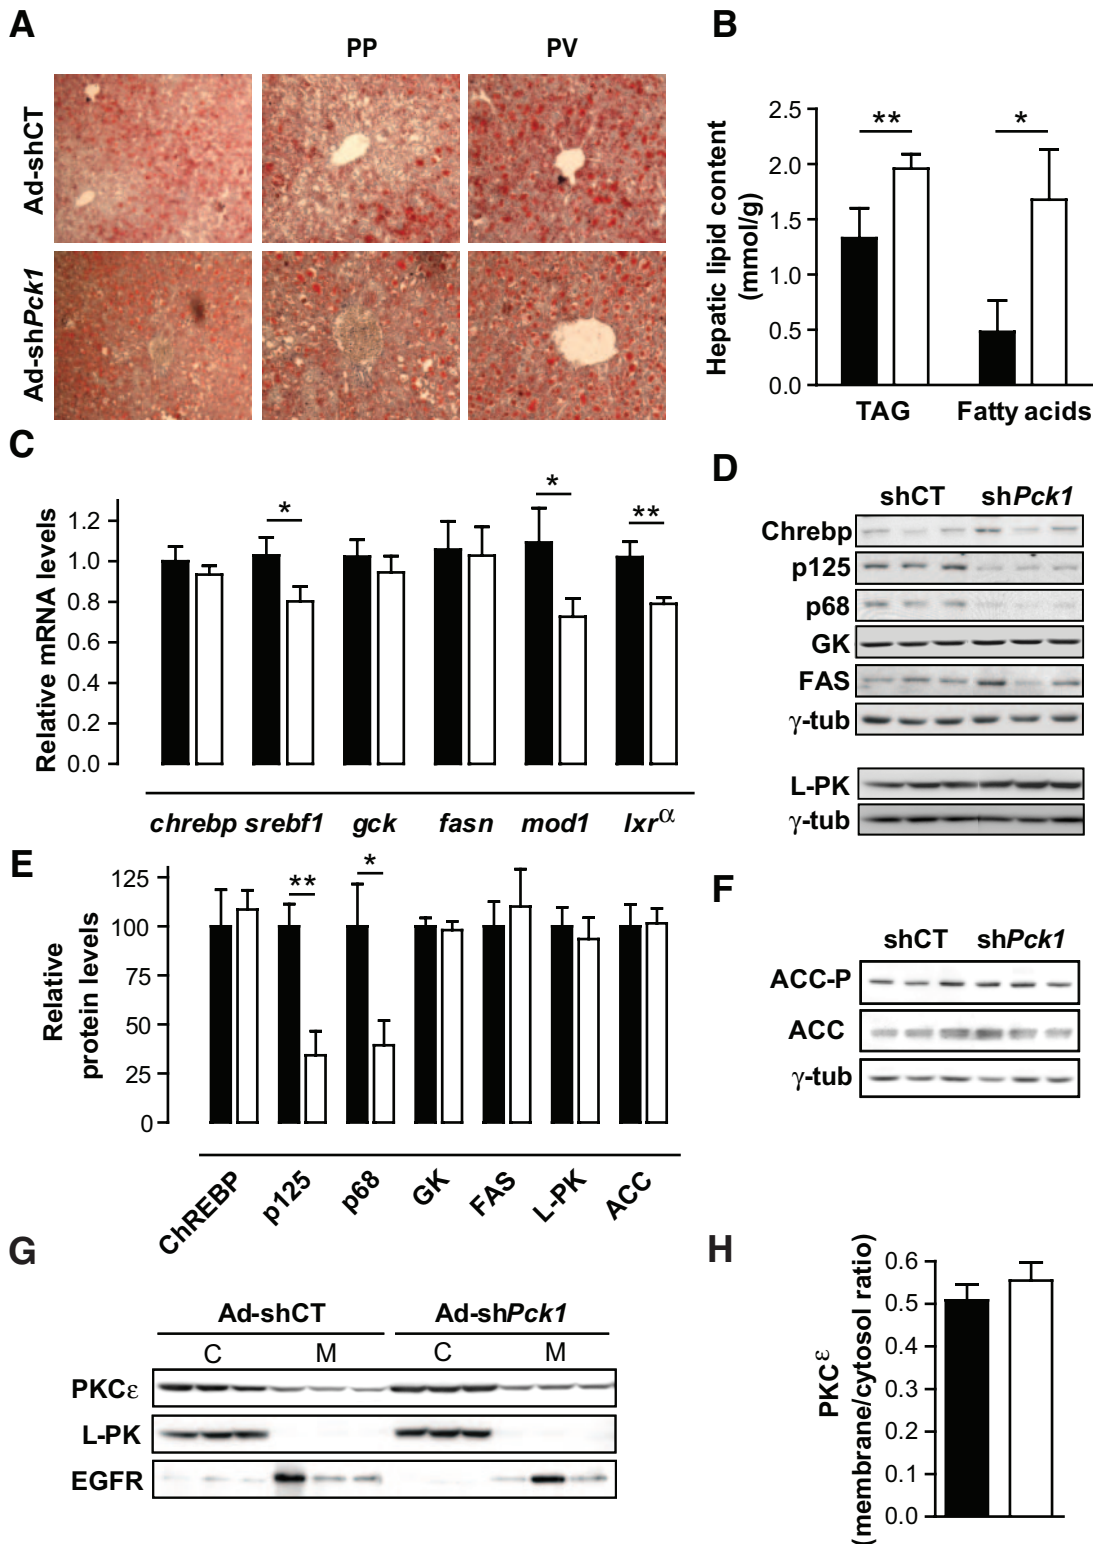 A
PP PV
Ad-shCT
Ad-shPck1
B
Hepatic lipid content
(mmol/g)
2.5
2.0
1.5
1.0
0.5
0.0
** *
TAG Fatty acids
C
Relative mRNA levels
1.2
1.0
0.8
0.6
0.4
0.2
0.0
* * **
chrebp srebf1 gck fasn mod1 lxrα
D
shCT shPck1
Chrebp
p125
p68
GK
FAS
γ-tub
L-PK
γ-tub
E
Relative
protein levels
125
100
75
50
25
0
** *
ChREBP p125 p68 GK FAS L-PK ACC
F
shCT shPck1
ACC-P
ACC
γ-tub
G
Ad-shCT Ad-shPck1
C M C M
PKCε
L-PK
EGFR
H
PKCε
(membrane/cytosol ratio)
0.6
0.5
0.4
0.3
0.2
0.1
0.0